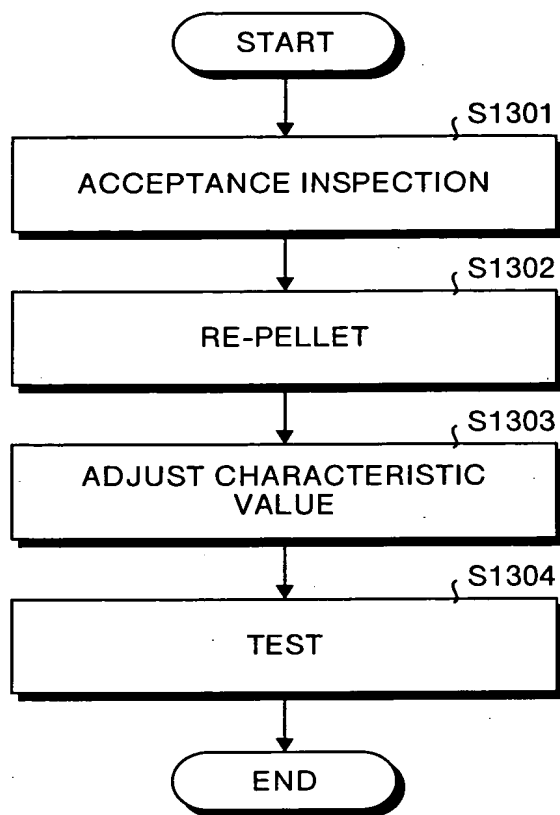 START
S1301
ACCEPTANCE INSPECTION
S1302
RE-PELLET
S1303
ADJUST CHARACTERISTIC
VALUE
S1304
TEST
END